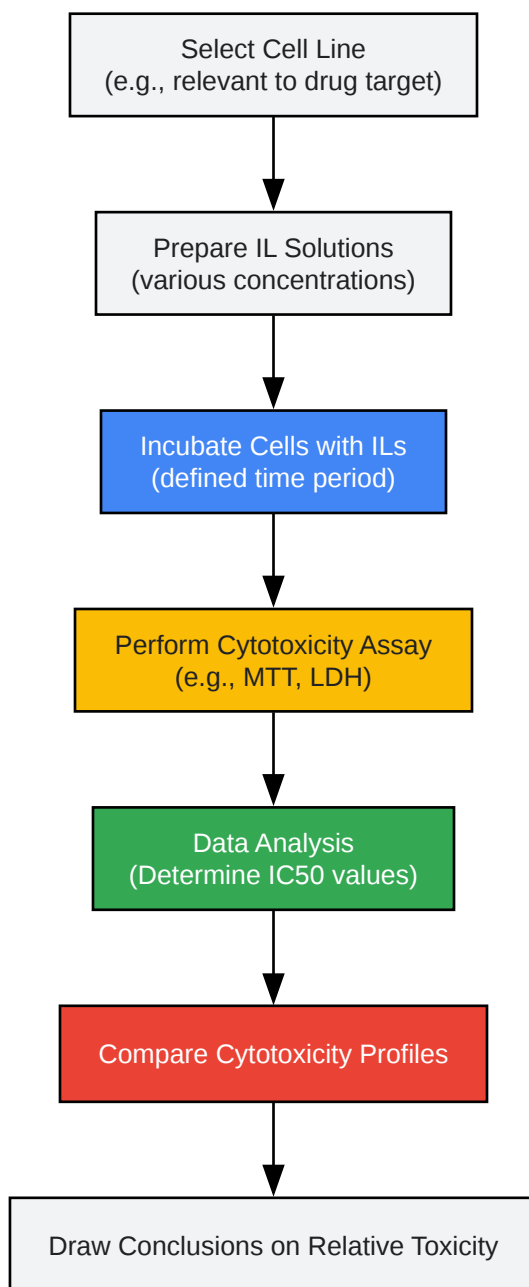 Select Cell Line
(e.g., relevant to drug target)
Prepare IL Solutions
(various concentrations)
Incubate Cells with ILs
(defined time period)
Perform Cytotoxicity Assay
(e.g., MTT, LDH)
Data Analysis
(Determine IC50 values)
Compare Cytotoxicity Profiles
Draw Conclusions on Relative Toxicity